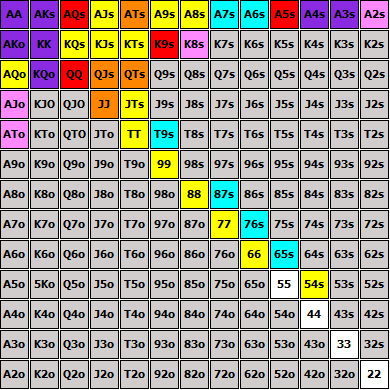 AA AKs AQs AJs ATs A9s A8s A7s A6s A5s A4s A3s A2s
AKo KK KQs KJs KTs K9s K8s K7s K6s K5s K4s K3s K2s
AQo KQo QQ QJs QTs Q9s Q8s Q7s Q6s Q5s Q4s Q3s Q2s
AJo KJO QJO JJ JTs J9s J8s J7s J6s J5s J4s J3s J2s
ATo KTo QTO JTo TT T9s T8s T7s T6s T5s T4s T3s T2s
A9o K9o Q9o J9o T9o 99 98s 97s 96s 95s 94s 93s 92s
A8o K8o Q8o J8o T8o 98o 88 87s 86s 85s 84s 83s 82s
A7o K7o Q7o J7o T7o 97o 87o 77 76s 75s 74s 73s 72s
A6o K6o Q6o J6o T6o 96o 86o 76o 66 65s 64s 63s 62s
A5o 5Ko Q5o J5o T5o 95o 85o 75o 65o 55 54s 53s 52s
A4o K4o Q4o J4o T4o 94o 84o 74o 64o 54o 44 43s 42s
A3o K3o Q3o J3o T3o 93o 83o 73o 63o 53o 43o 33 32s
A2o K2o Q2o J2o T2o 92o 82o 72o 62o 52o 42o 32o 22